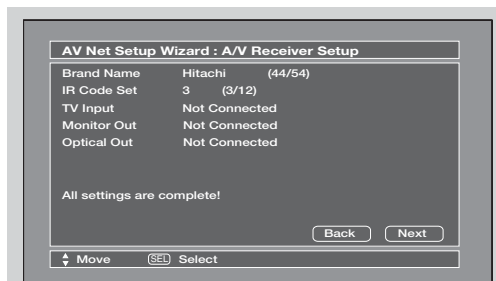 AV Net Setup Wizard : A/V Receiver Setup
Brand Name Hitachi (44/54)
IR Code Set 3 (3/12)
TV Input Not Connected
Monitor Out Not Connected
Optical Out Not Connected
All settings are complete!
Back Next
Move SEL Select